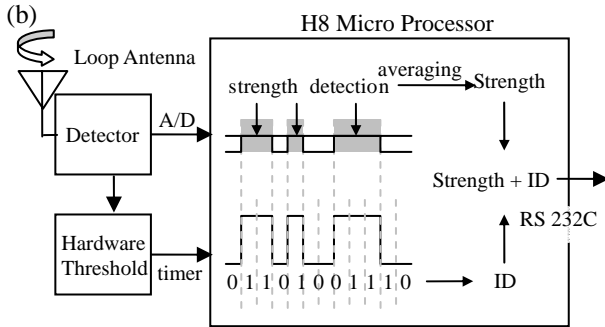 (b)
H8 Micro Processor
Loop Antenna
averaging
strength
detection
Strength
Detector
A/D
Strength + ID
RS 232C
Hardware
Threshold
timer
0 1 1 0 1 0 0 1 1 1 0
ID